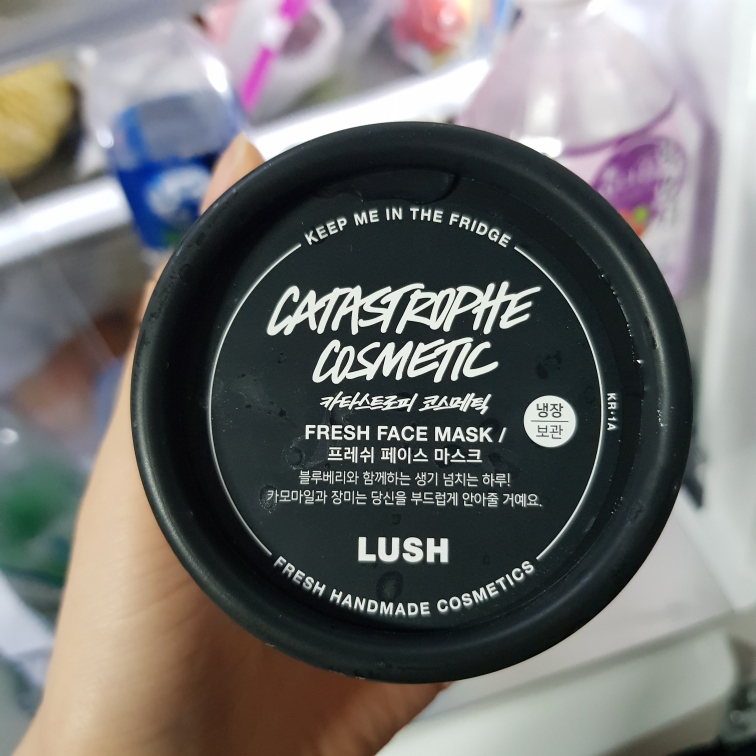 KEEP ME IN THE FRIDGE
CATASTROPHE
COSMETIC
카타스트로피 코스메틱
냉장
보관
KR·1A
FRESH FACE MASK /
프레쉬 페이스 마스크
블루베리와 함께하는 생기 넘치는 하루!
카모마일과 장미는 당신을 부드럽게 안아줄 거예요.
LUSH
FRESH HANDMADE COSMETICS